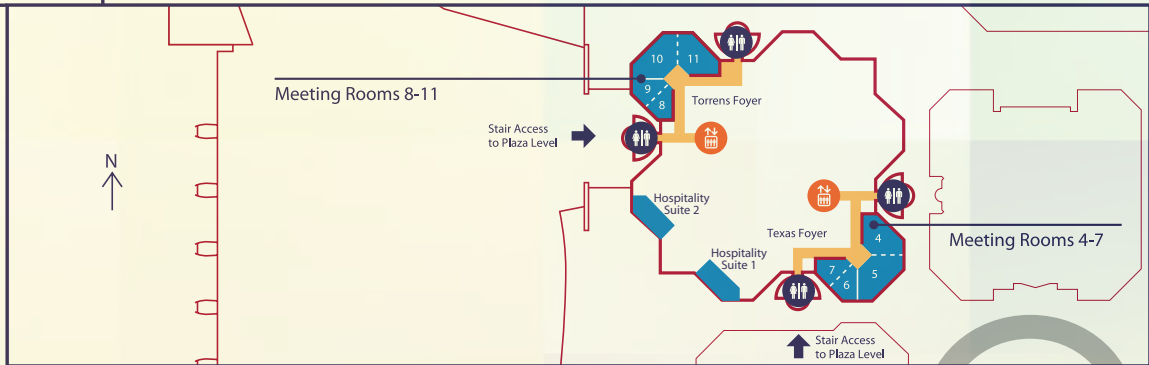 10
11
Meeting Rooms 8-11
9
8
Torrens Foyer
Stair Access
to Plaza Level
N
Hospitality
Suite 2
Texas Foyer
4
Meeting Rooms 4-7
Hospitality
Suite 1
7
5
6
Stair Access
to Plaza Level